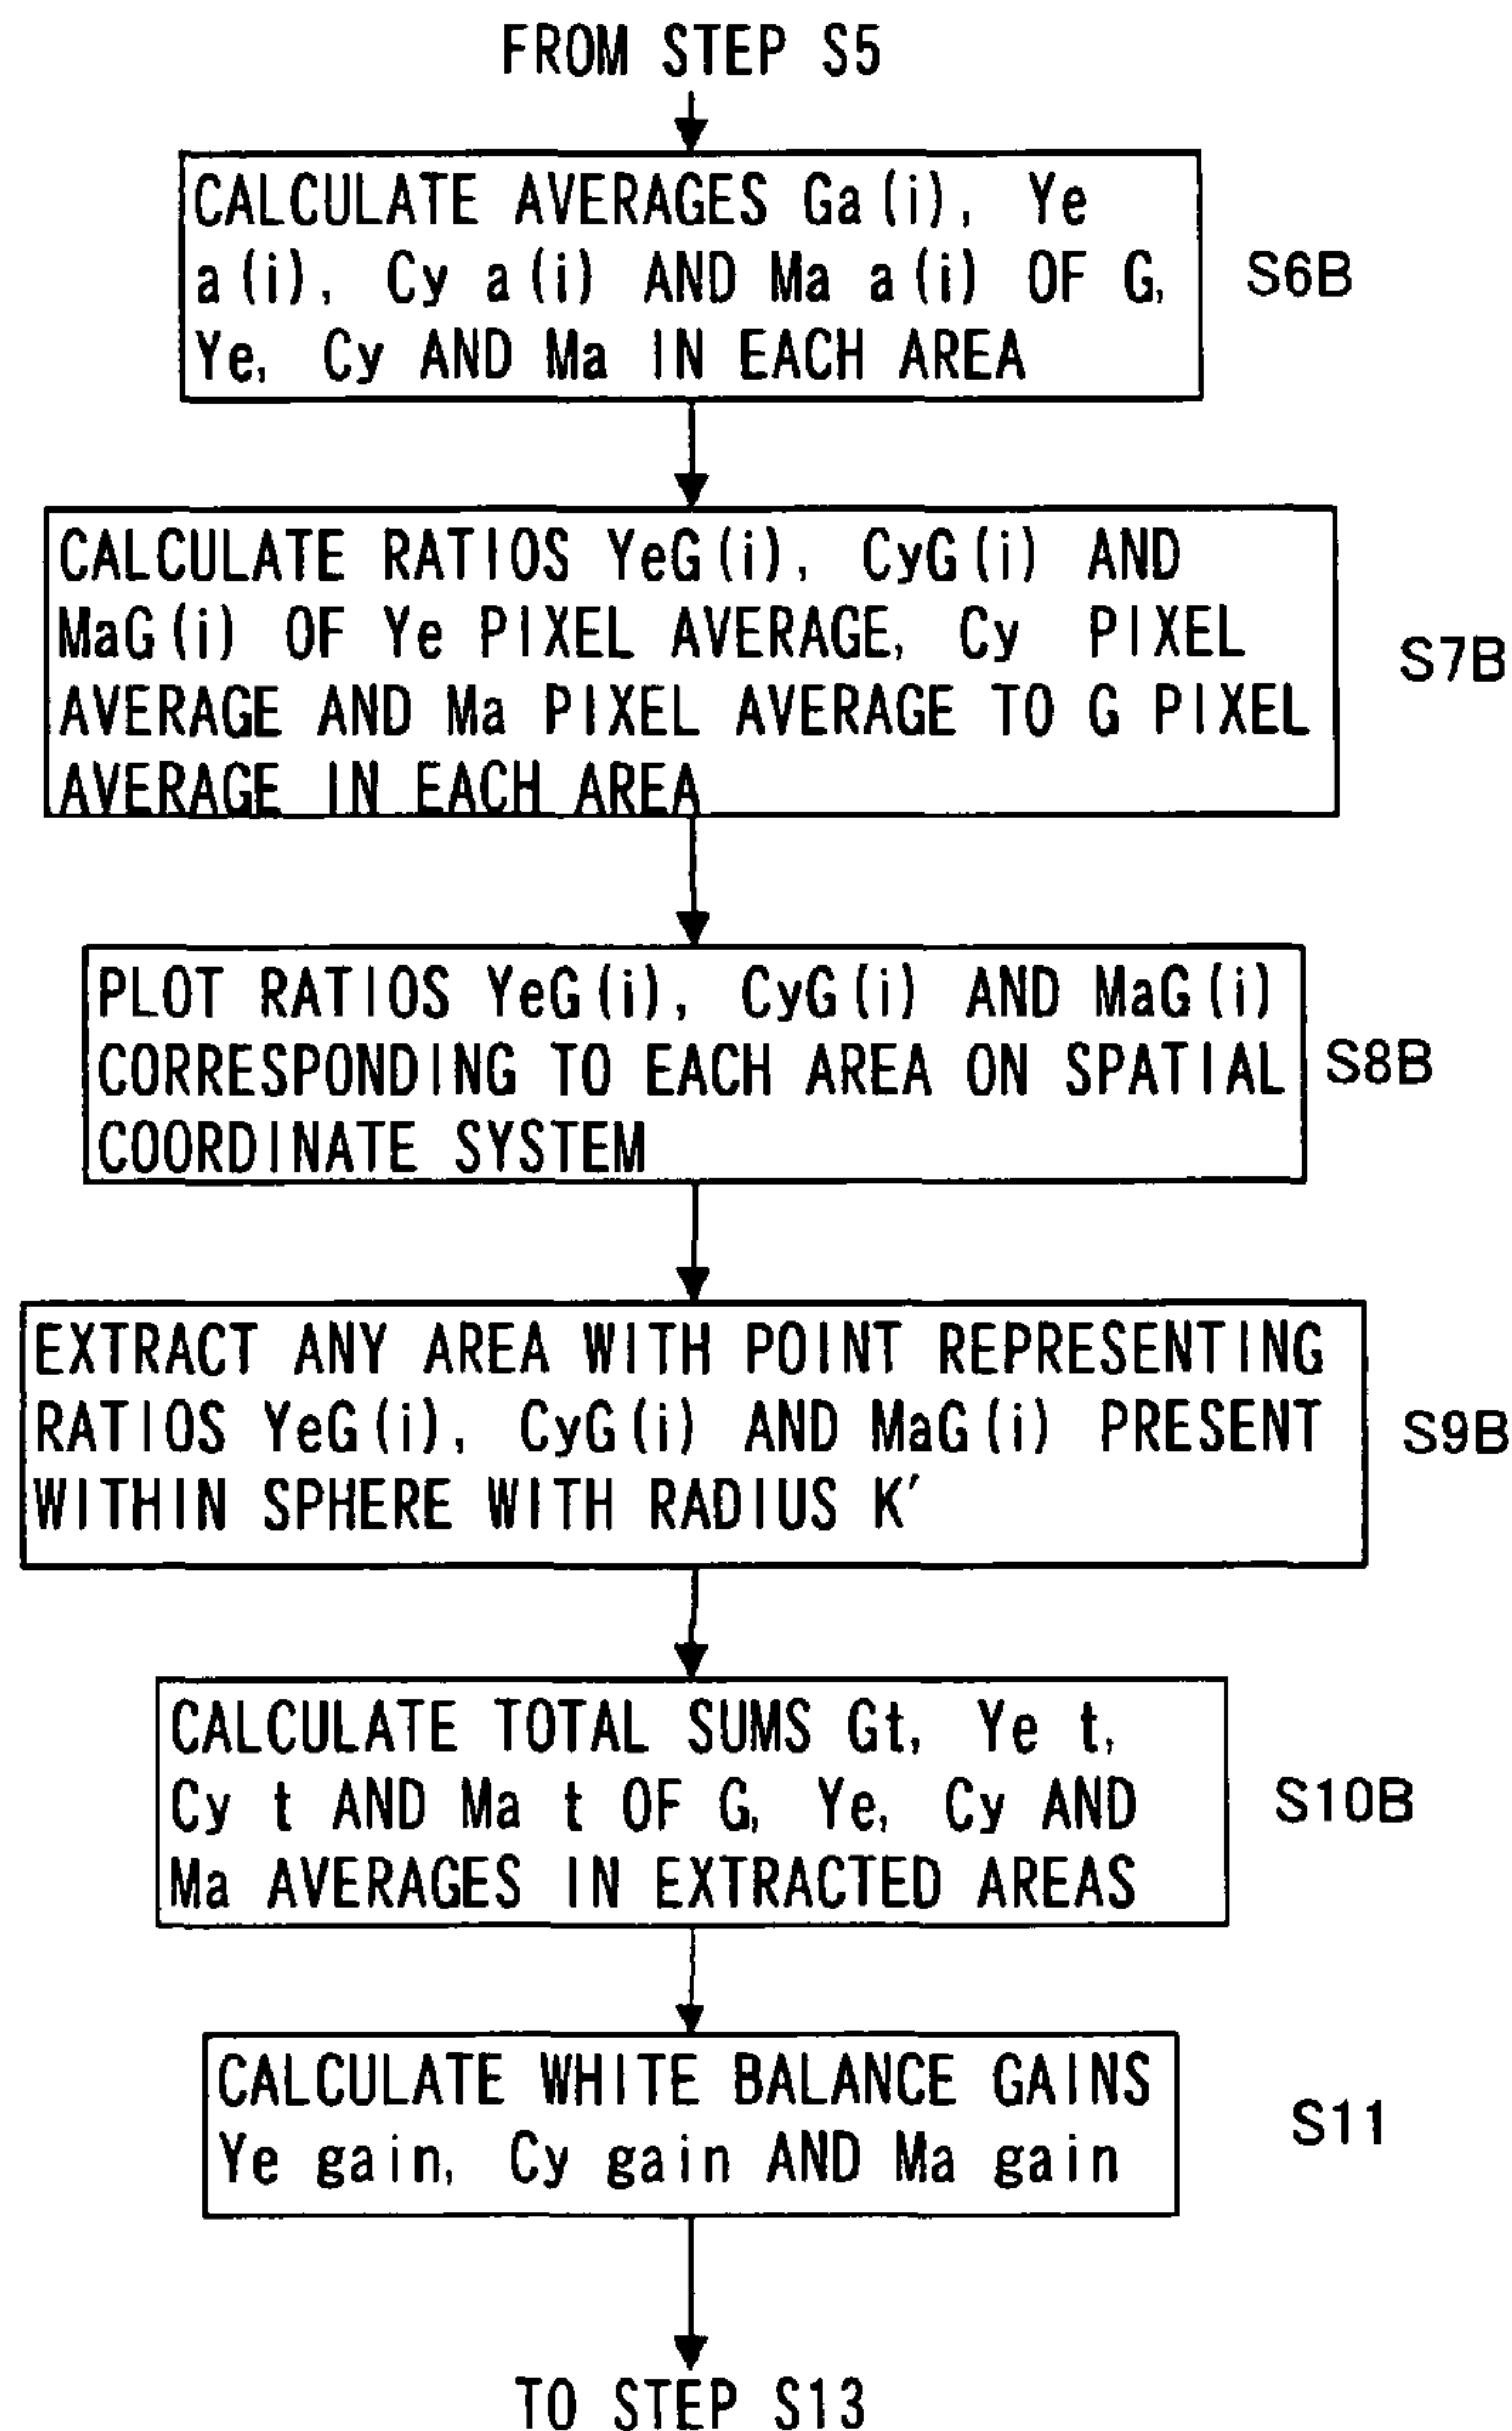 FROM STEP S5
CALCULATE AVERAGES Ga(i), Ye
a(i), Cy a(i) AND Ma a(i) OF G,
Ye, Cy AND Ma IN EACH AREA
S6B
CALCULATE RATIOS YeG(i), CyG(i) AND
MaG(i) OF Ye PIXEL AVERAGE, Cy PIXEL
AVERAGE AND Ma PIXEL AVERAGE TO G PIXEL
AVERAGE IN EACH AREA
S7B
PLOT RATIOS YeG(i), CyG(i) AND MaG(i)
CORRESPONDING TO EACH AREA ON SPATIAL
COORDINATE SYSTEM
S8B
EXTRACT ANY AREA WITH POINT REPRESENTING
RATIOS YeG(i), CyG(i) AND MaG(i) PRESENT
WITHIN SPHERE WITH RADIUS K′
S9B
CALCULATE TOTAL SUMS Gt, Ye t,
Cy t AND Ma t OF G, Ye, Cy AND
Ma AVERAGES IN EXTRACTED AREAS
S10B
CALCULATE WHITE BALANCE GAINS
Ye gain, Cy gain AND Ma gain
S11
TO STEP S13